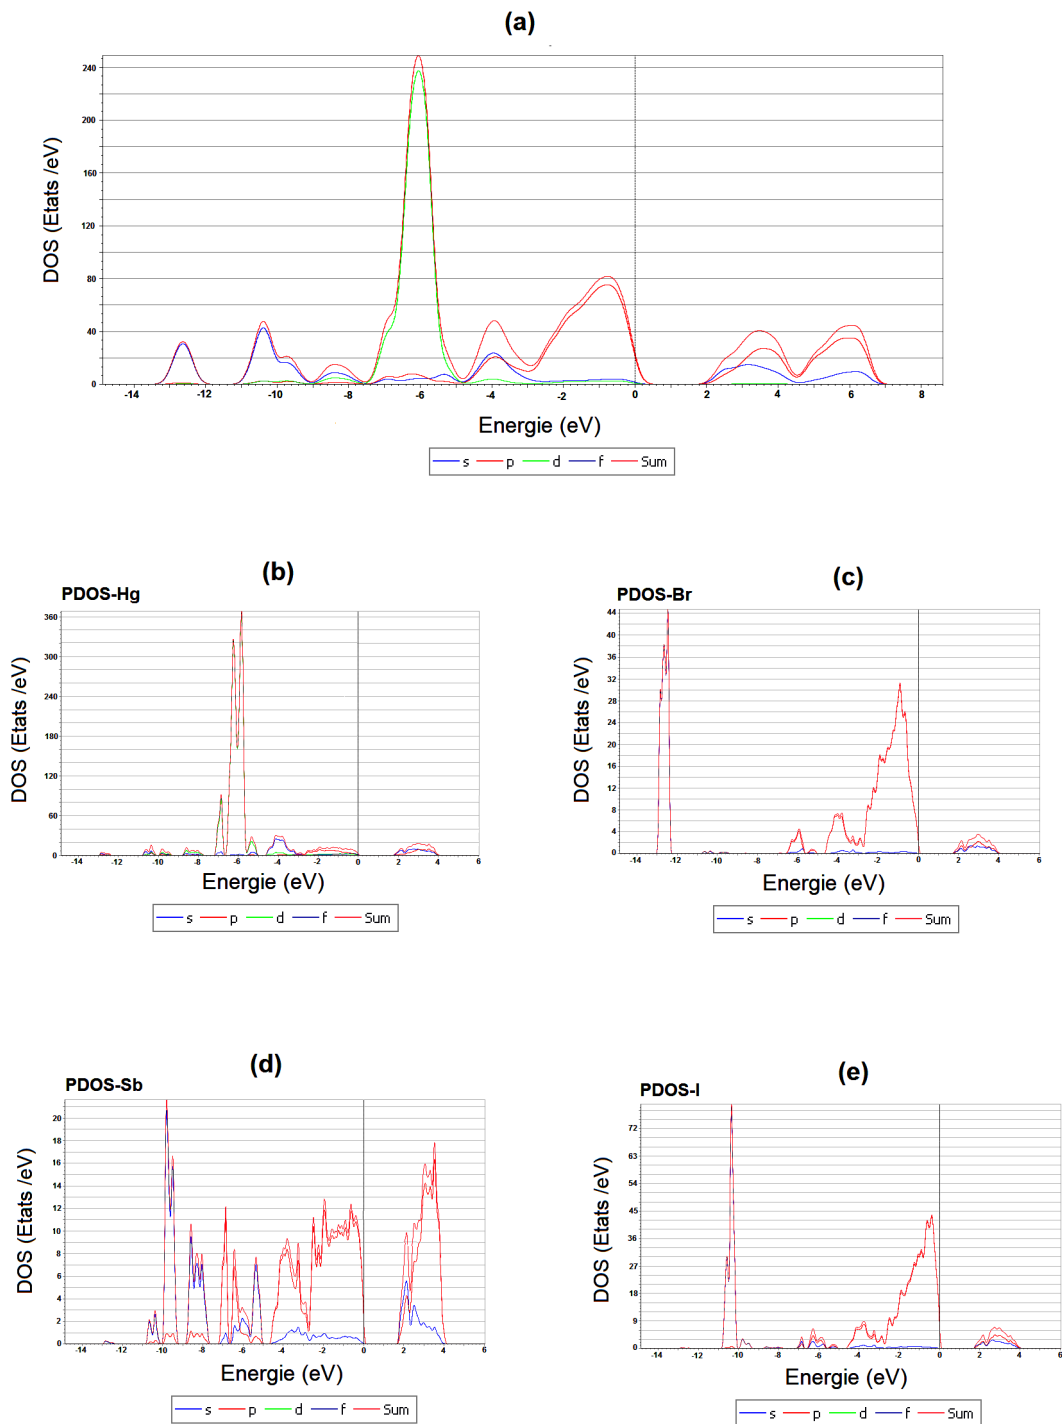 (a)
DOS (Etats /eV)
240
200
160
120
80
40
0
-14 -12 -10 -8 -6 -4 -2 0 2 4 6 8
Energie (eV)
s p d f Sum
(b)
PDOS-Hg
DOS (Etats /eV)
360
300
240
180
120
60
0
-14 -12 -10 -8 -6 -4 -2 0 2 4 6
Energie (eV)
s p d f Sum
(c)
PDOS-Br
DOS (Etats /eV)
44
40
36
32
28
24
20
16
12
8
4
0
-14 -12 -10 -8 -6 -4 -2 0 2 4 6
Energie (eV)
s p d f Sum
(d)
PDOS-Sb
DOS (Etats /eV)
20
18
16
14
12
10
8
6
4
2
0
-14 -12 -10 -8 -6 -4 -2 0 2 4 6
Energie (eV)
s p d f Sum
(e)
PDOS-I
DOS (Etats /eV)
72
63
54
45
36
27
18
9
0
-14 -12 -10 -8 -6 -4 -2 0 2 4 6
Energie (eV)
s p d f Sum